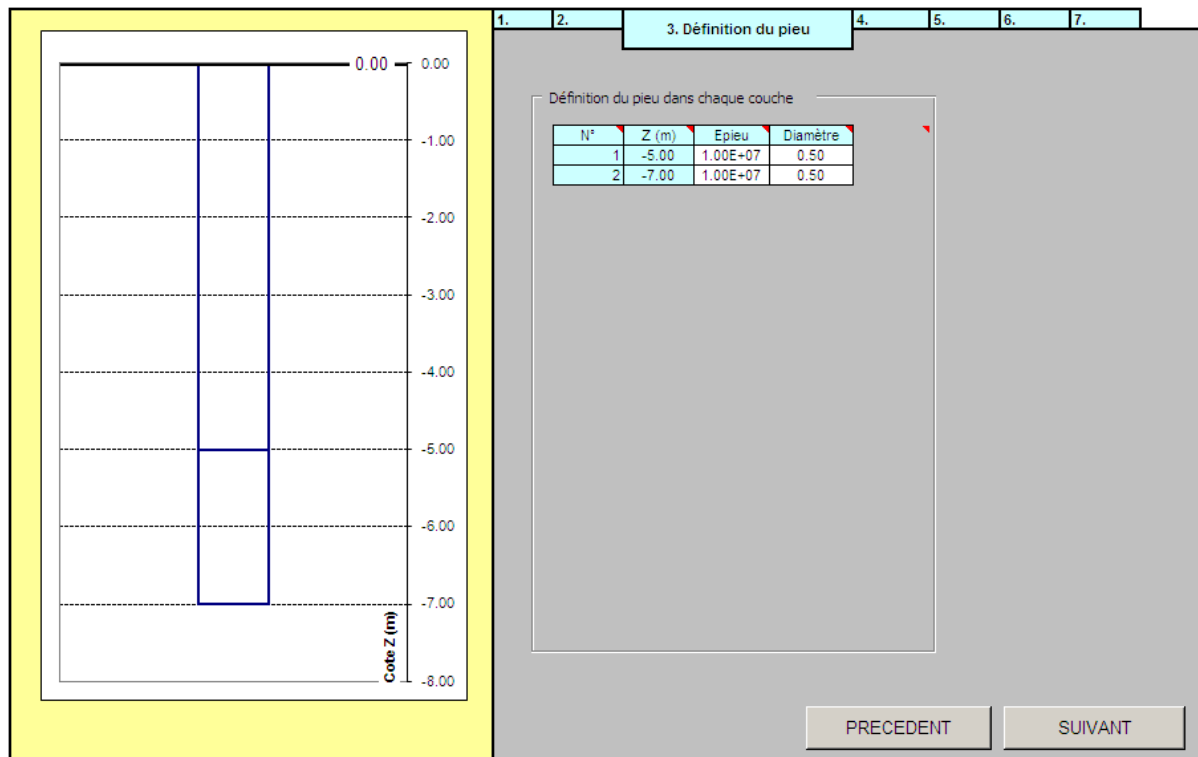 1. 2. 3. Définition du pieu 4. 5. 6. 7.
0.00 0.00
-1.00
-2.00
-3.00
-4.00
-5.00
-6.00
-7.00
-8.00
Cote Z (m)
Définition du pieu dans chaque couche
N° Z (m) Epieu Diamètre
1 -5.00 1.00E+07 0.50
2 -7.00 1.00E+07 0.50
PRECEDENT SUIVANT